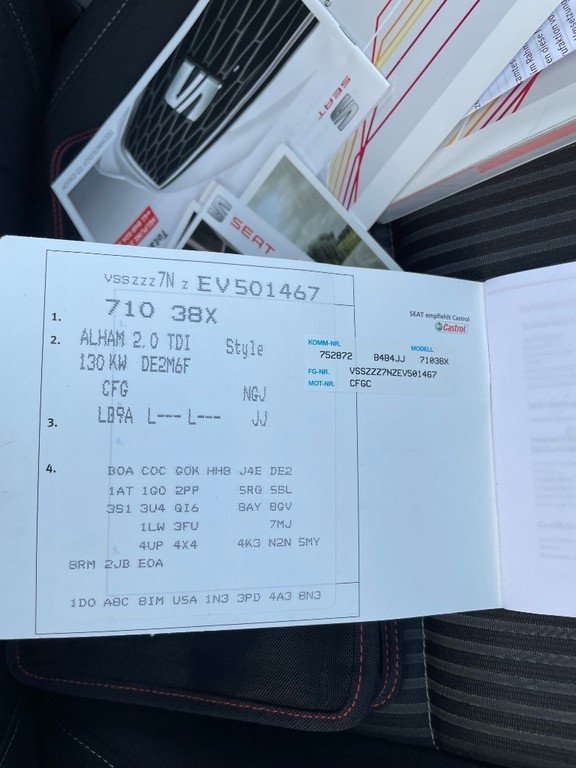 SEAT
SEAT
VSSZZZ7N Z EV501467
1. 710 38X
2. ALHAM 2.0 TDI Style
130 KW DE2M6F
CFG NGJ
3. LB9A L--- L--- JJ
4. B0A C0C G0K HH8 J4E DE2
1AT 1G0 2PP 5RQ 5SL
3S1 3U4 QI6 8AY 8GV
1LW 3FU 7MJ
4UP 4X4 4K3 N2N 5MY
8RM 2JB E0A
1D0 A8C 8IM U5A 1N3 3PD 4A3 8N3
SEAT empfiehlt Castrol
Castrol
KOMM-NR. MODELL
752872 B4B4JJ 71038X
FG-NR. VSSZZZ7NZEV501467
MOT-NR. CFGC